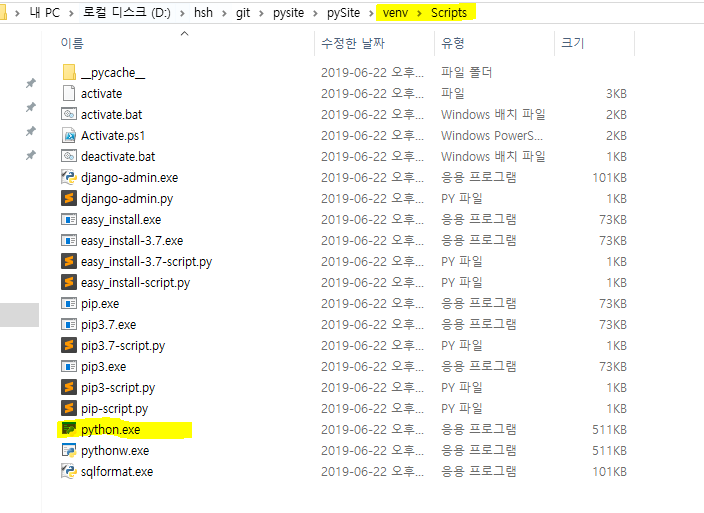 내 PC > 로컬 디스크 (D:) > hsh > git > pysite > pySite > venv > Scripts
이름 수정한 날짜 유형 크기
__pycache__ 2019-06-22 오후... 파일 폴더
activate 2019-06-22 오후... 파일 3KB
activate.bat 2019-06-22 오후... Windows 배치 파일 2KB
Activate.ps1 2019-06-22 오후... Windows PowerS... 2KB
deactivate.bat 2019-06-22 오후... Windows 배치 파일 1KB
django-admin.exe 2019-06-22 오후... 응용 프로그램 101KB
django-admin.py 2019-06-22 오후... PY 파일 1KB
easy_install.exe 2019-06-22 오후... 응용 프로그램 73KB
easy_install-3.7.exe 2019-06-22 오후... 응용 프로그램 73KB
easy_install-3.7-script.py 2019-06-22 오후... PY 파일 1KB
easy_install-script.py 2019-06-22 오후... PY 파일 1KB
pip.exe 2019-06-22 오후... 응용 프로그램 73KB
pip3.7.exe 2019-06-22 오후... 응용 프로그램 73KB
pip3.7-script.py 2019-06-22 오후... PY 파일 1KB
pip3.exe 2019-06-22 오후... 응용 프로그램 73KB
pip3-script.py 2019-06-22 오후... PY 파일 1KB
pip-script.py 2019-06-22 오후... PY 파일 1KB
python.exe 2019-06-22 오후... 응용 프로그램 511KB
pythonw.exe 2019-06-22 오후... 응용 프로그램 511KB
sqlformat.exe 2019-06-22 오후... 응용 프로그램 101KB